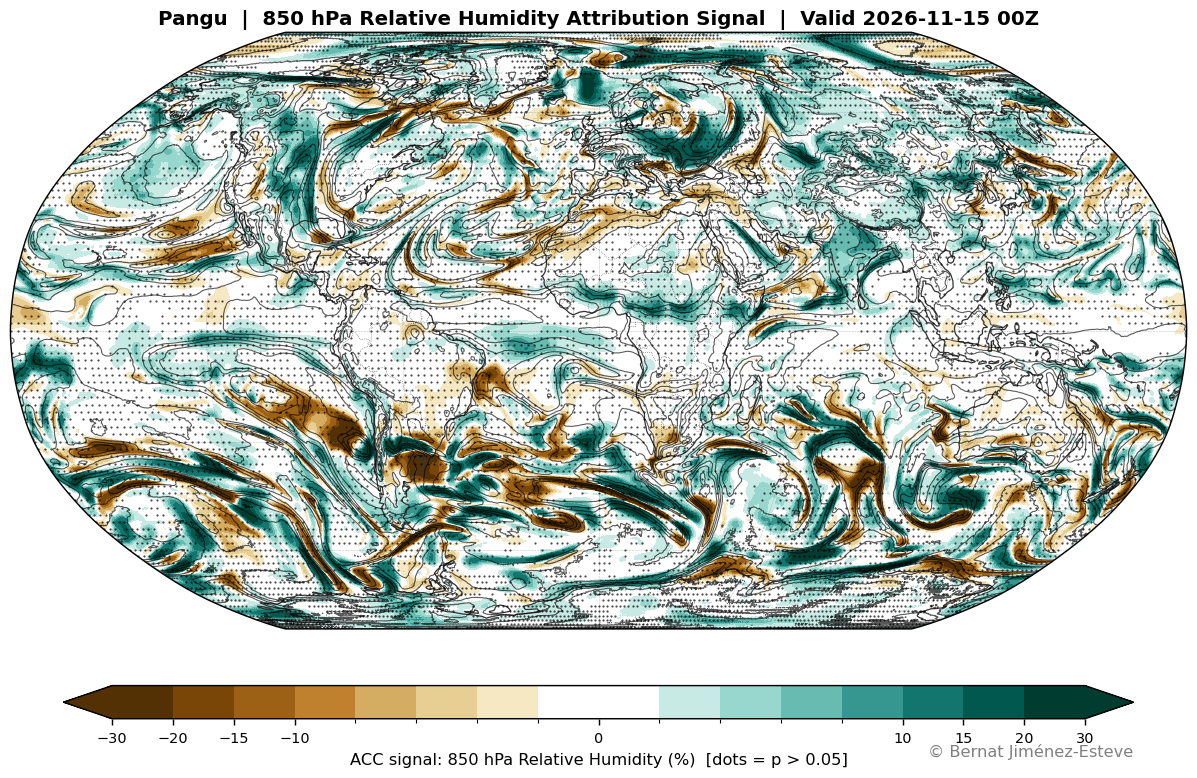 Pangu | 850 hPa Relative Humidity Attribution Signal | Valid 2026-11-15 00Z
−30 −20 −15 −10 0 10 15 20 30
ACC signal: 850 hPa Relative Humidity (%) [dots = p > 0.05]
© Bernat Jiménez-Esteve